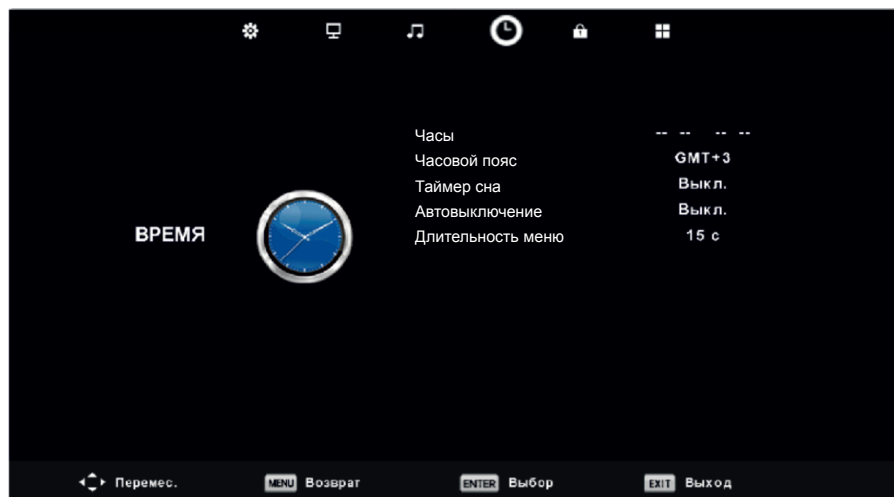 Часы -- -- -- --
Часовой пояс GMT+3
Таймер сна Выкл.
Автовыключение Выкл.
ВРЕМЯ
Длительность меню 15 с
Перемес. MENU Возврат ENTER Выбор EXIT Выход